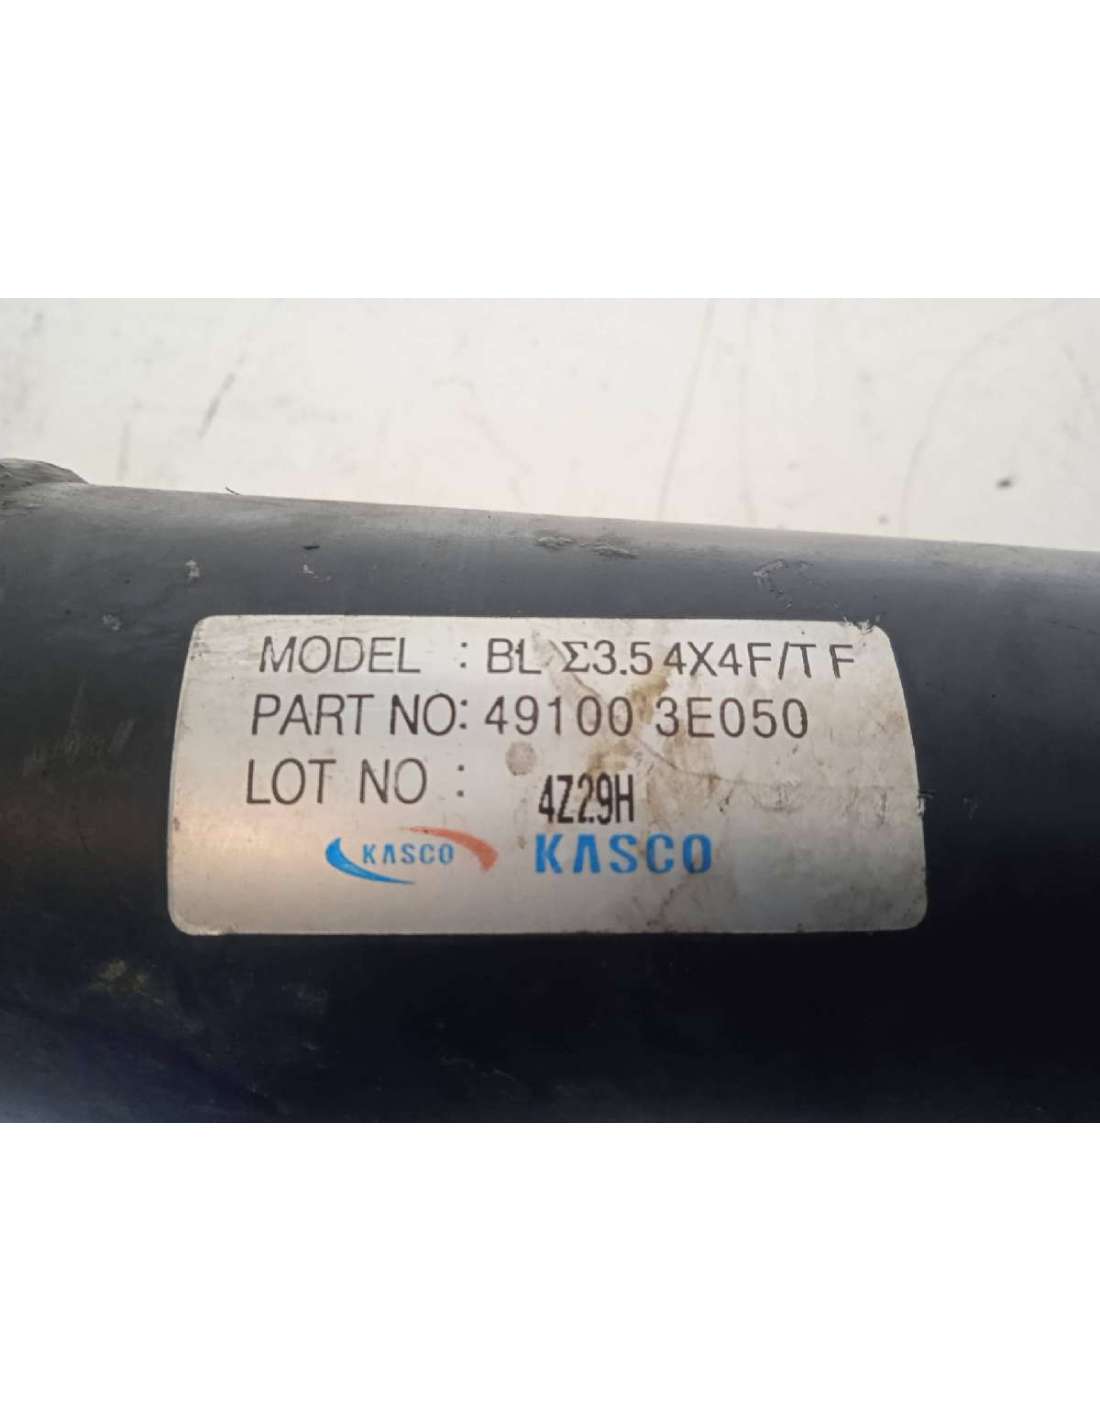 MODEL : BL Σ3.5 4X4F/T F
PART NO: 49100 3E050
LOT NO : 4Z29H
KASCO KASCO